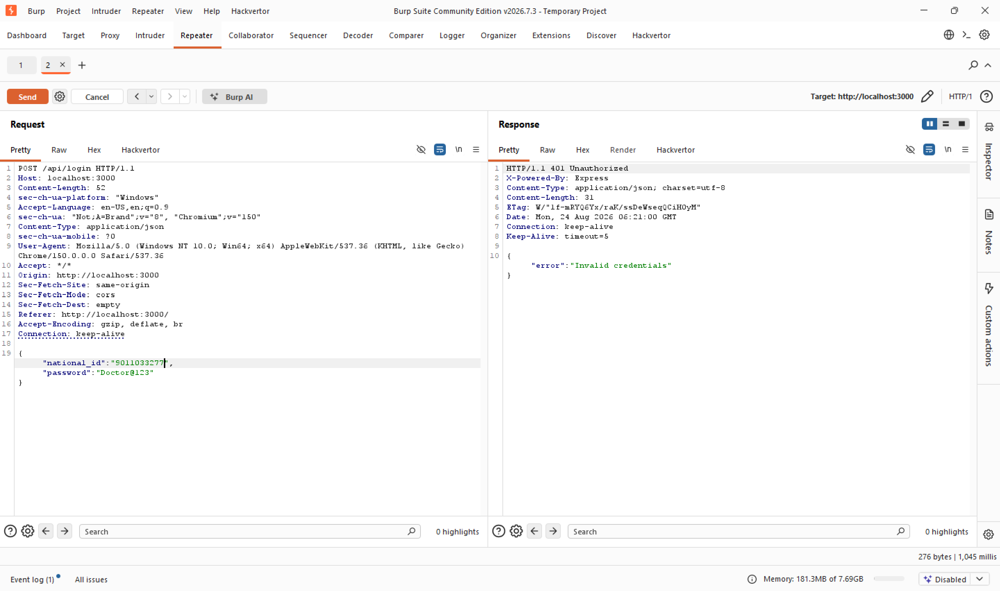 Burp Project Intruder Repeater View Help Hackvertor Burp Suite Community Edition v2026.7.3 - Temporary Project
Dashboard Target Proxy Intruder Repeater Collaborator Sequencer Decoder Comparer Logger Organizer Extensions Discover Hackvertor
1 2
Send Cancel Burp AI Target: http://localhost:3000 HTTP/1
Request
Pretty Raw Hex Hackvertor \n
1 POST /api/login HTTP/1.1
2 Host: localhost:3000
3 Content-Length: 52
4 sec-ch-ua-platform: "Windows"
5 Accept-Language: en-US,en;q=0.9
6 sec-ch-ua: "Not;A=Brand";v="8", "Chromium";v="150"
7 Content-Type: application/json
8 sec-ch-ua-mobile: ?0
9 User-Agent: Mozilla/5.0 (Windows NT 10.0; Win64; x64) AppleWebKit/537.36 (KHTML, like Gecko)
Chrome/150.0.0.0 Safari/537.36
10 Accept: */*
11 Origin: http://localhost:3000
12 Sec-Fetch-Site: same-origin
13 Sec-Fetch-Mode: cors
14 Sec-Fetch-Dest: empty
15 Referer: http://localhost:3000/
16 Accept-Encoding: gzip, deflate, br
17 Connection: keep-alive
18
19 {
"national_id":"9011033277",
"password":"Doctor@123"
}
Search 0 highlights
Response
Pretty Raw Hex Render Hackvertor \n
1 HTTP/1.1 401 Unauthorized
2 X-Powered-By: Express
3 Content-Type: application/json; charset=utf-8
4 Content-Length: 31
5 ETag: W/"1f-mRYQ6Yx/raK/ssDeWseqQCiHOyM"
6 Date: Mon, 24 Aug 2026 06:21:00 GMT
7 Connection: keep-alive
8 Keep-Alive: timeout=5
9
10 {
"error":"Invalid credentials"
}
Search 0 highlights
Inspector
Notes
Custom actions
276 bytes | 1,045 millis
Event log (1) All issues Memory: 181.3MB of 7.69GB Disabled